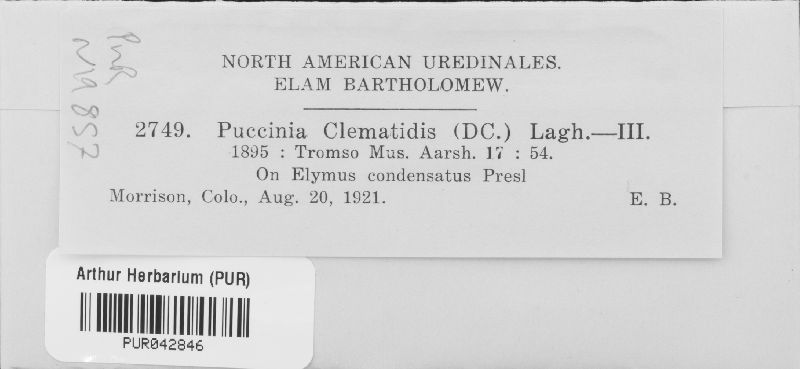 NORTH AMERICAN UREDINALES.
ELAM BARTHOLOMEW.
2749. Puccinia Clematidis (DC.) Lagh.—III.
1895 : Tromso Mus. Aarsh. 17 : 54.
On Elymus condensatus Presl
Morrison, Colo., Aug. 20, 1921. E. B.
PUR
Arthur Herbarium (PUR)
PUR042846